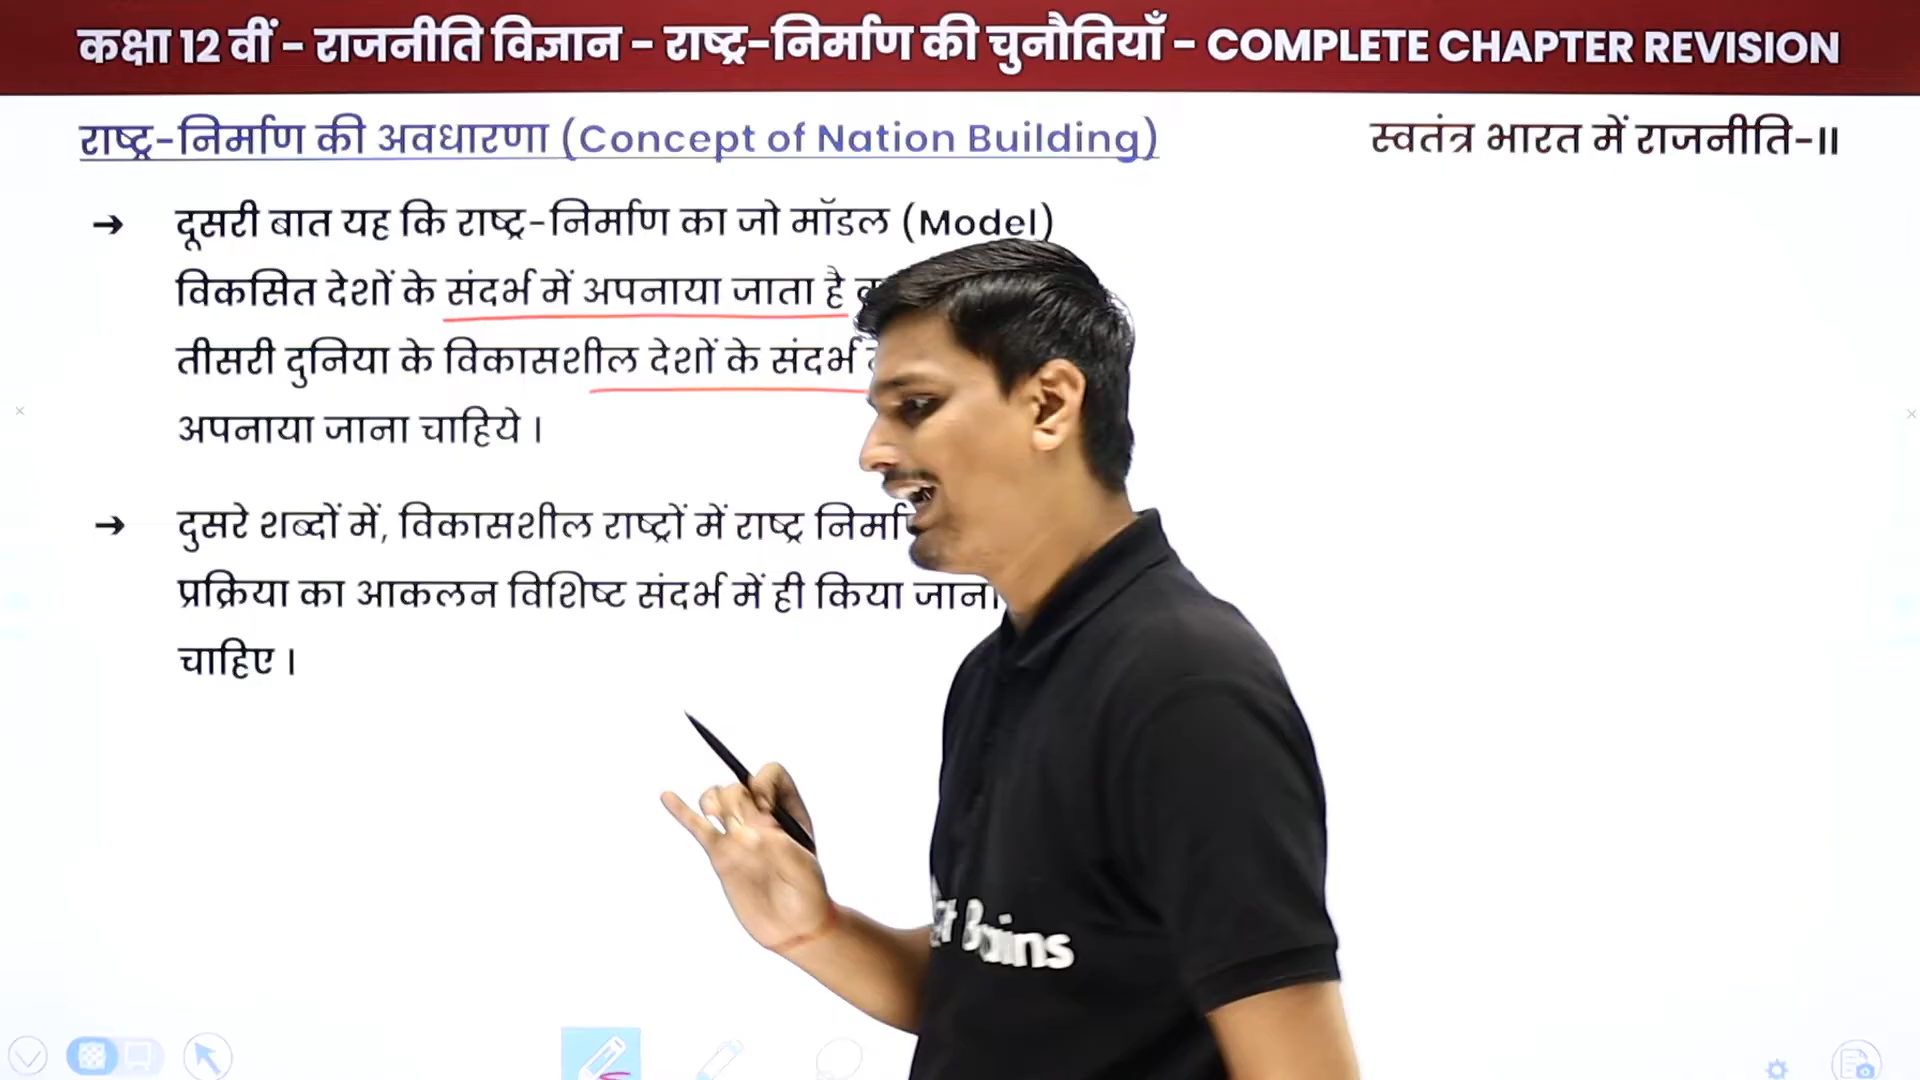 कक्षा 12 वीं - राजनीति विज्ञान - राष्ट्र-निर्माण की चुनौतियाँ - COMPLETE CHAPTER REVISION
राष्ट्र-निर्माण की अवधारणा (Concept of Nation Building)
स्वतंत्र भारत में राजनीति-II
➔ दूसरी बात यह कि राष्ट्र-निर्माण का जो मॉडल (Model)
विकसित देशों के संदर्भ में अपनाया जाता है
तीसरी दुनिया के विकासशील देशों के संदर्भ
अपनाया जाना चाहिये ।
➔ दुसरे शब्दों में, विकासशील राष्ट्रों में राष्ट्र
प्रक्रिया का आकलन विशिष्ट संदर्भ में ही किया जाना
चाहिए ।
Brains